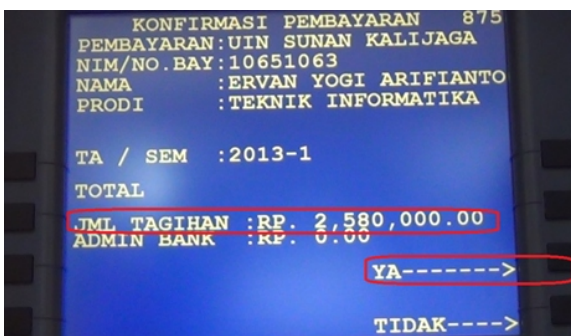 KONFIRMASI PEMBAYARAN 875
PEMBAYARAN:UIN SUNAN KALIJAGA
NIM/NO.BAY:10651063
NAMA :ERVAN YOGI ARIFIANTO
PRODI :TEKNIK INFORMATIKA
TA / SEM :2013-1
TOTAL
JML TAGIHAN :RP. 2,580,000.00
ADMIN BANK :RP. 0.00
YA------->
TIDAK---->